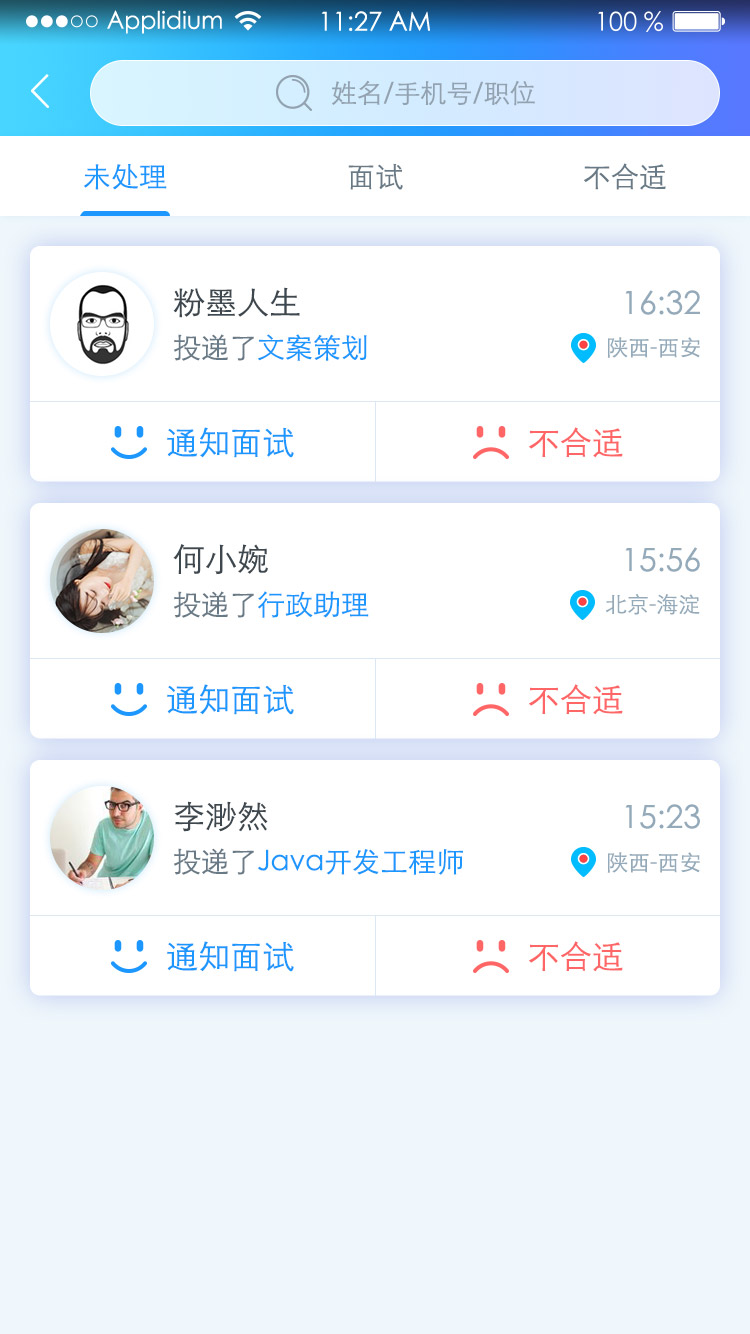 Applidium 11:27 AM 100 %
姓名/手机号/职位
未处理 面试 不合适
粉墨人生 16:32
投递了文案策划 陕西-西安
通知面试 不合适
何小婉 15:56
投递了行政助理 北京-海淀
通知面试 不合适
李渺然 15:23
投递了Java开发工程师 陕西-西安
通知面试 不合适